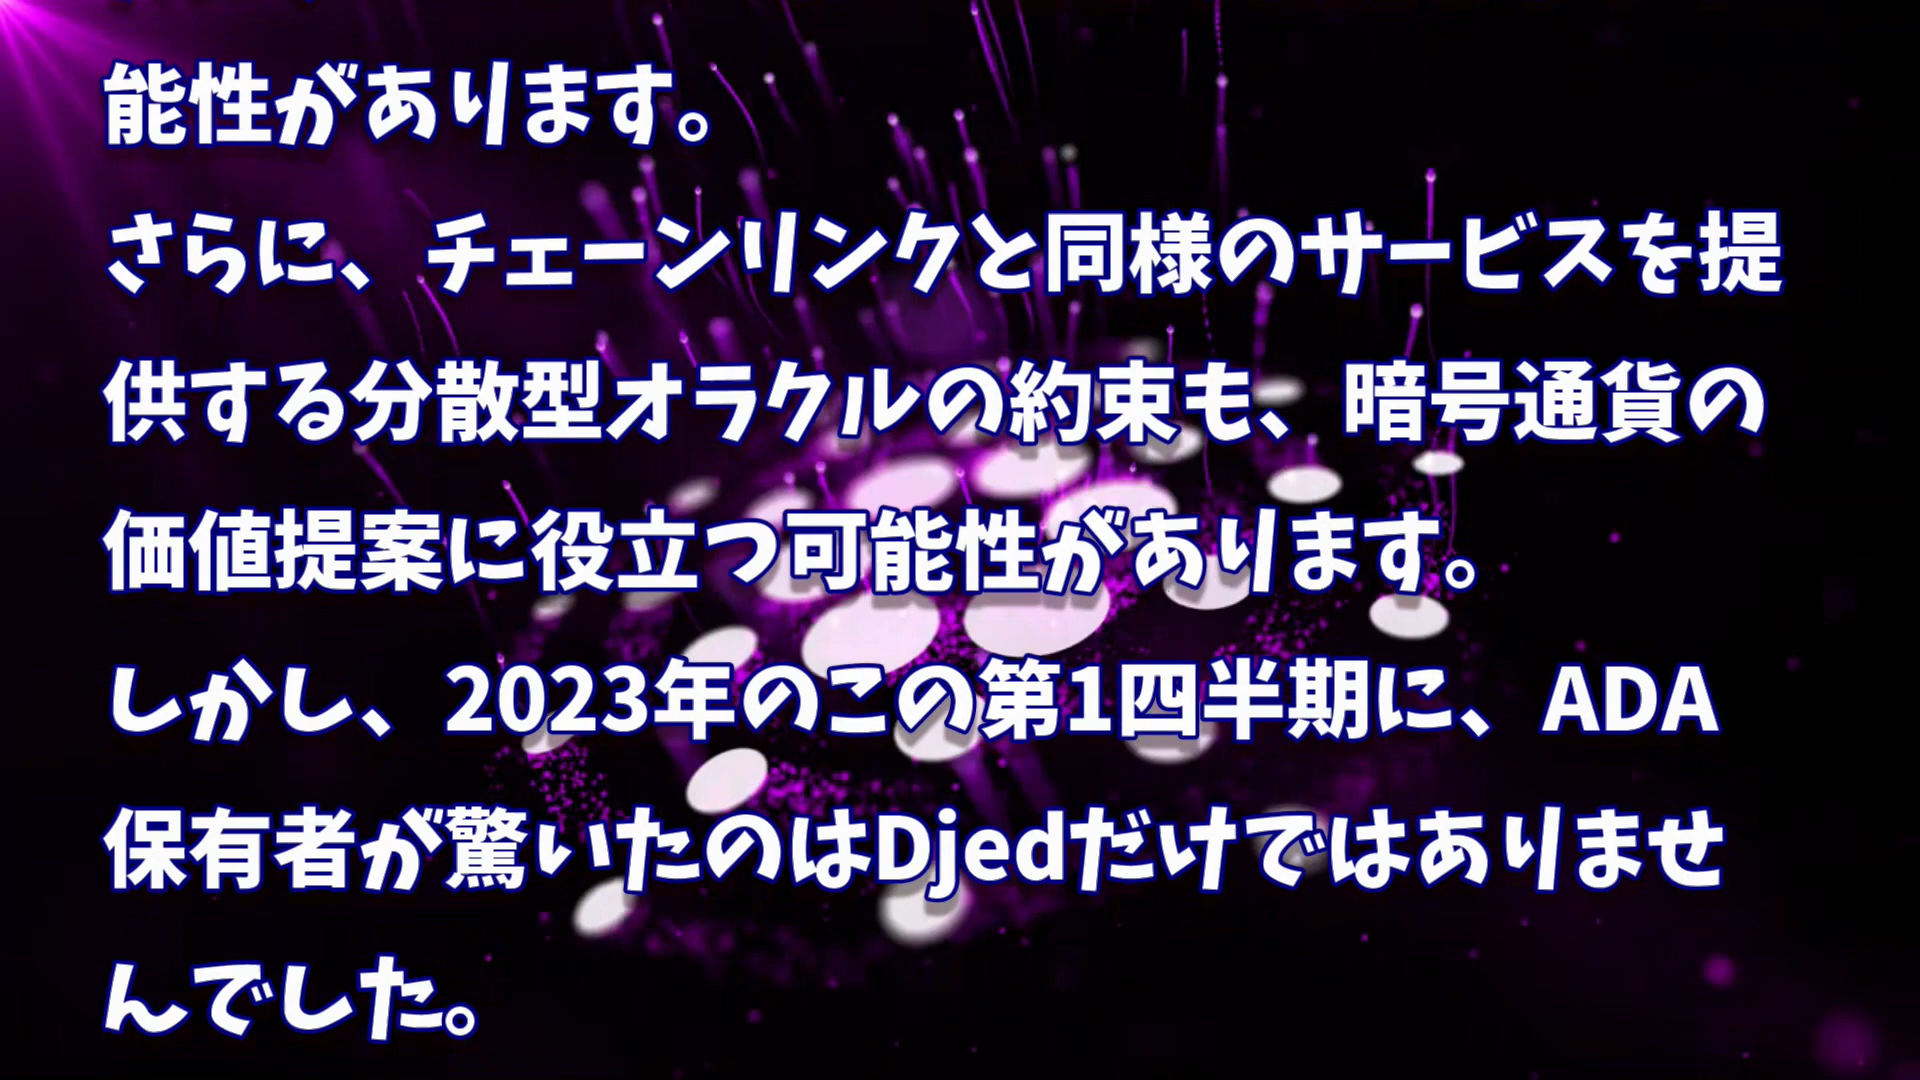 能性があります。
さらに、チェーンリンクと同様のサービスを提
供する分散型オラクルの約束も、暗号通貨の
価値提案に役立つ可能性があります。
しかし、2023年のこの第1四半期に、ADA
保有者が驚いたのはDjedだけではありませ
んでした。